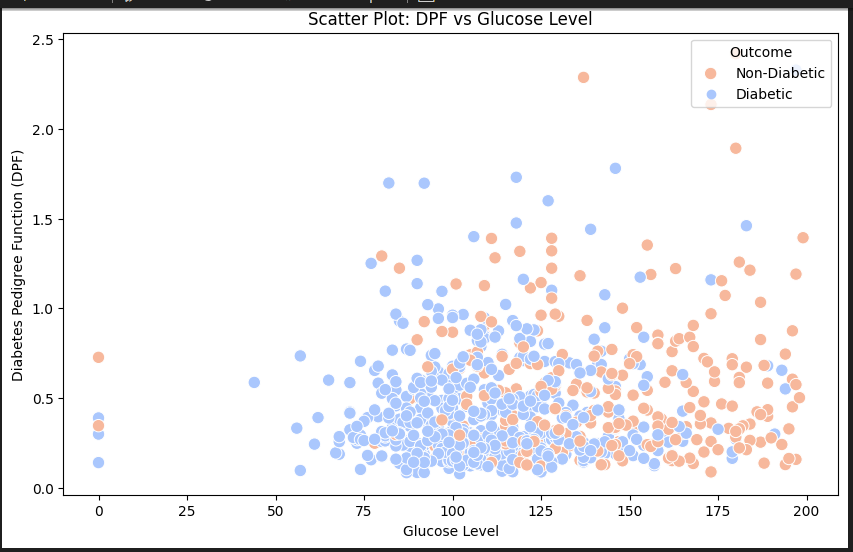 Scatter Plot: DPF vs Glucose Level
2.5
2.0
1.5
1.0
0.5
0.0
Diabetes Pedigree Function (DPF)
Outcome
Non-Diabetic
Diabetic
0
25
50
75
100
125
150
175
200
Glucose Level